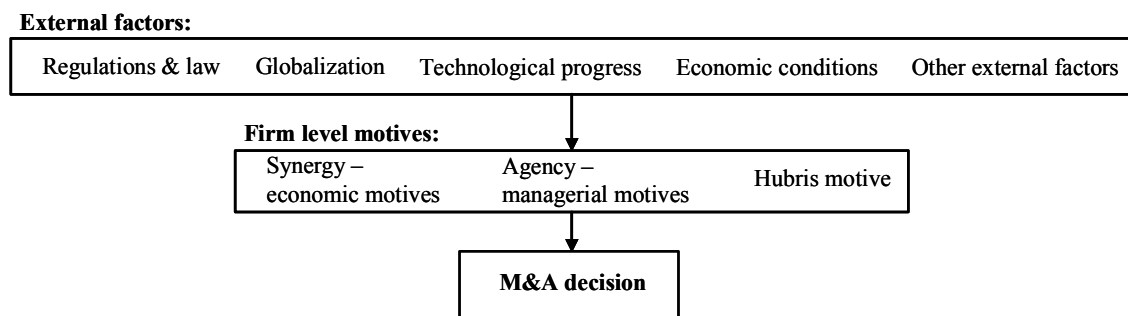 External factors:
Regulations & law Globalization Technological progress Economic conditions Other external factors
Firm level motives:
Synergy – Agency – Hubris motive
economic motives managerial motives
M&A decision